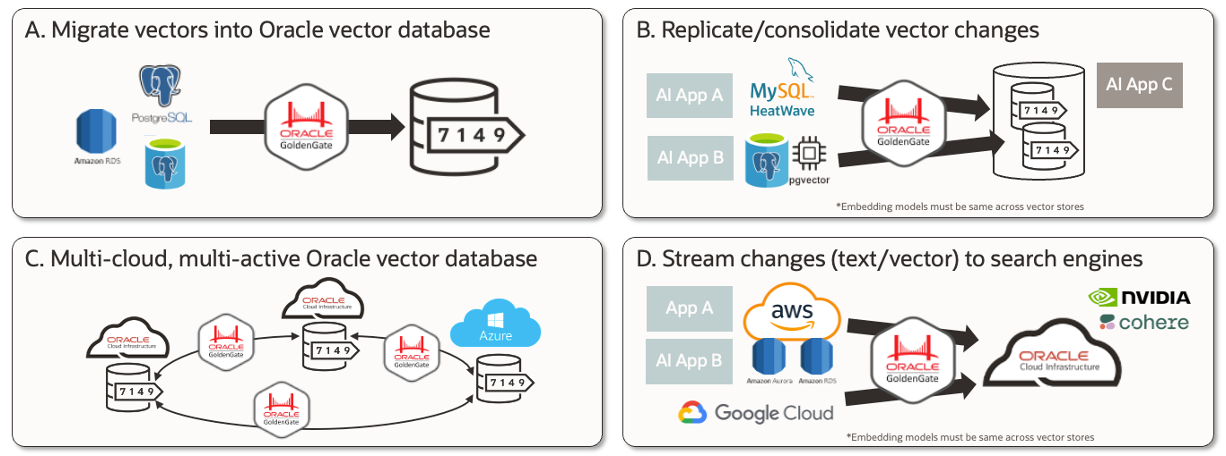 A. Migrate vectors into Oracle vector database
PostgreSQL
Amazon RDS
ORACLE
GoldenGate
7 1 4 9
B. Replicate/consolidate vector changes
AI App A
MySQL
HeatWave
AI App B
pgvector
ORACLE
GoldenGate
7 1 4 9
7 1 4 9
AI App C
*Embedding models must be same across vector stores
C. Multi-cloud, multi-active Oracle vector database
ORACLE
Cloud Infrastructure
7 1 4 9
ORACLE
GoldenGate
ORACLE
Cloud Infrastructure
7 1 4 9
ORACLE
GoldenGate
Azure
7 1 4 9
ORACLE
GoldenGate
D. Stream changes (text/vector) to search engines
App A
aws
AI App B
Amazon Aurora
Amazon RDS
Google Cloud
ORACLE
GoldenGate
NVIDIA
cohere
ORACLE
Cloud Infrastructure
*Embedding models must be same across vector stores